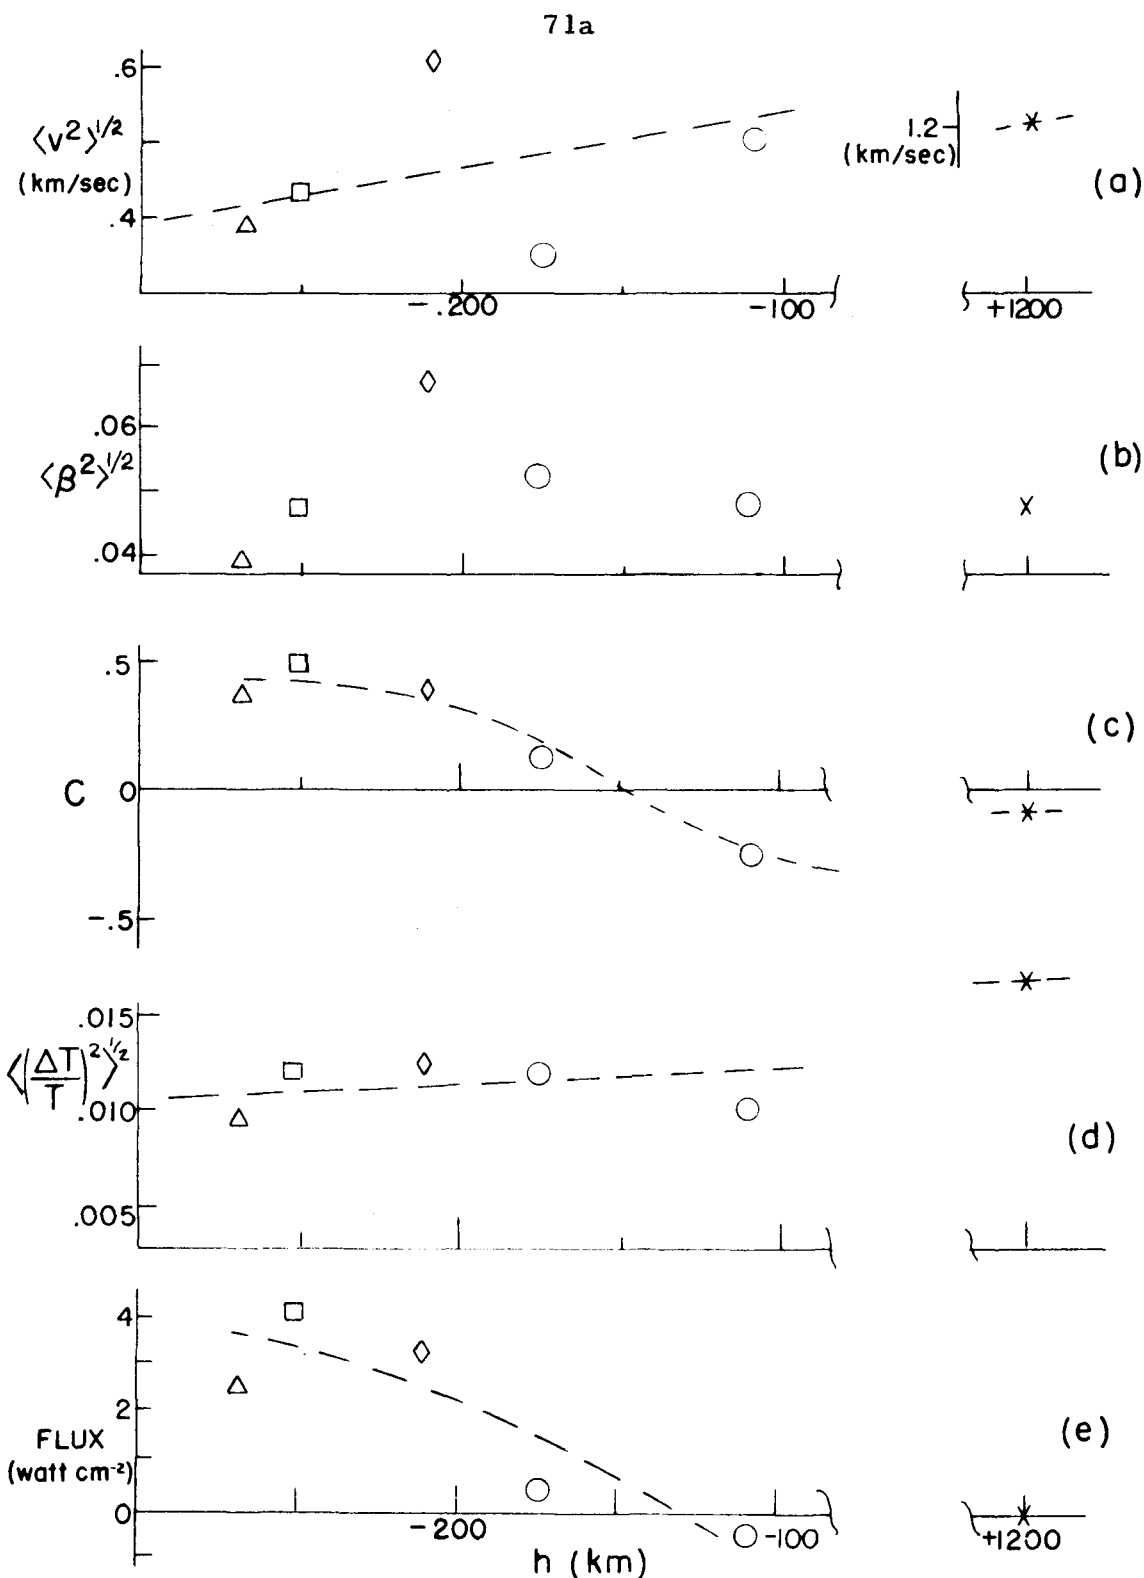 71a
.6
⟨v²⟩^1/2
(km/sec)
.4
1.2
(km/sec)
(a)
-.200
-100
+1200
.06
⟨β²⟩^1/2
.04
(b)
.5
C
0
-.5
(c)
.015
⟨(ΔT/T)²⟩^1/2
.010
.005
(d)
4
2
FLUX
(watt cm⁻²)
0
(e)
-200
-100
+1200
h (km)